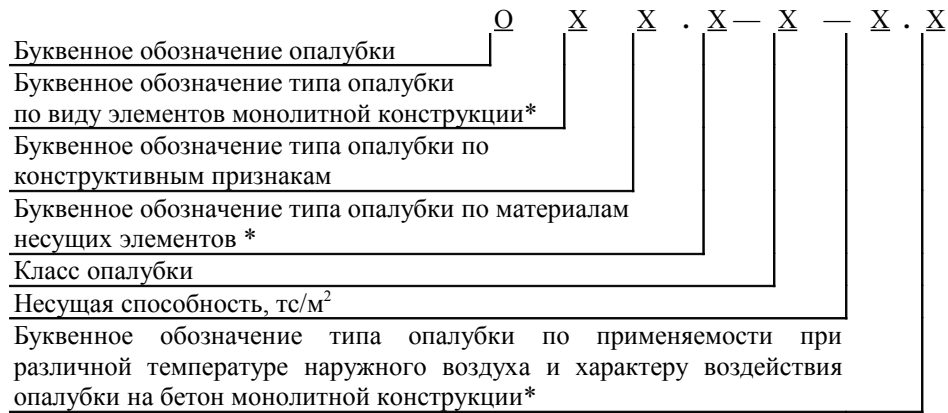 О Х Х . Х — Х — Х . Х
Буквенное обозначение опалубки
Буквенное обозначение типа опалубки
по виду элементов монолитной конструкции*
Буквенное обозначение типа опалубки по
конструктивным признакам
Буквенное обозначение типа опалубки по материалам
несущих элементов *
Класс опалубки
Несущая способность, тс/м²
Буквенное обозначение типа опалубки по применяемости при
различной температуре наружного воздуха и характеру воздействия
опалубки на бетон монолитной конструкции*